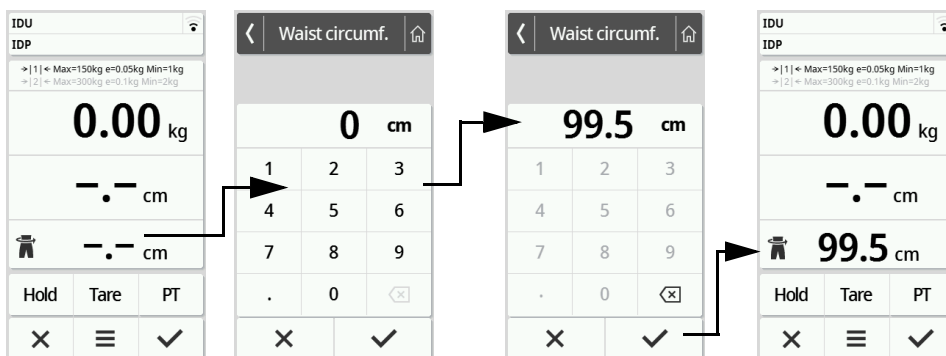 IDU
IDP
→|1|← Max=150kg e=0.05kg Min=1kg
→|2|← Max=300kg e=0.1kg Min=2kg
0.00 kg
–.– cm
–.– cm
Hold Tare PT
Waist circumf.
0 cm
1 2 3
4 5 6
7 8 9
. 0
Waist circumf.
99.5 cm
1 2 3
4 5 6
7 8 9
. 0
IDU
IDP
→|1|← Max=150kg e=0.05kg Min=1kg
→|2|← Max=300kg e=0.1kg Min=2kg
0.00 kg
–.– cm
99.5 cm
Hold Tare PT